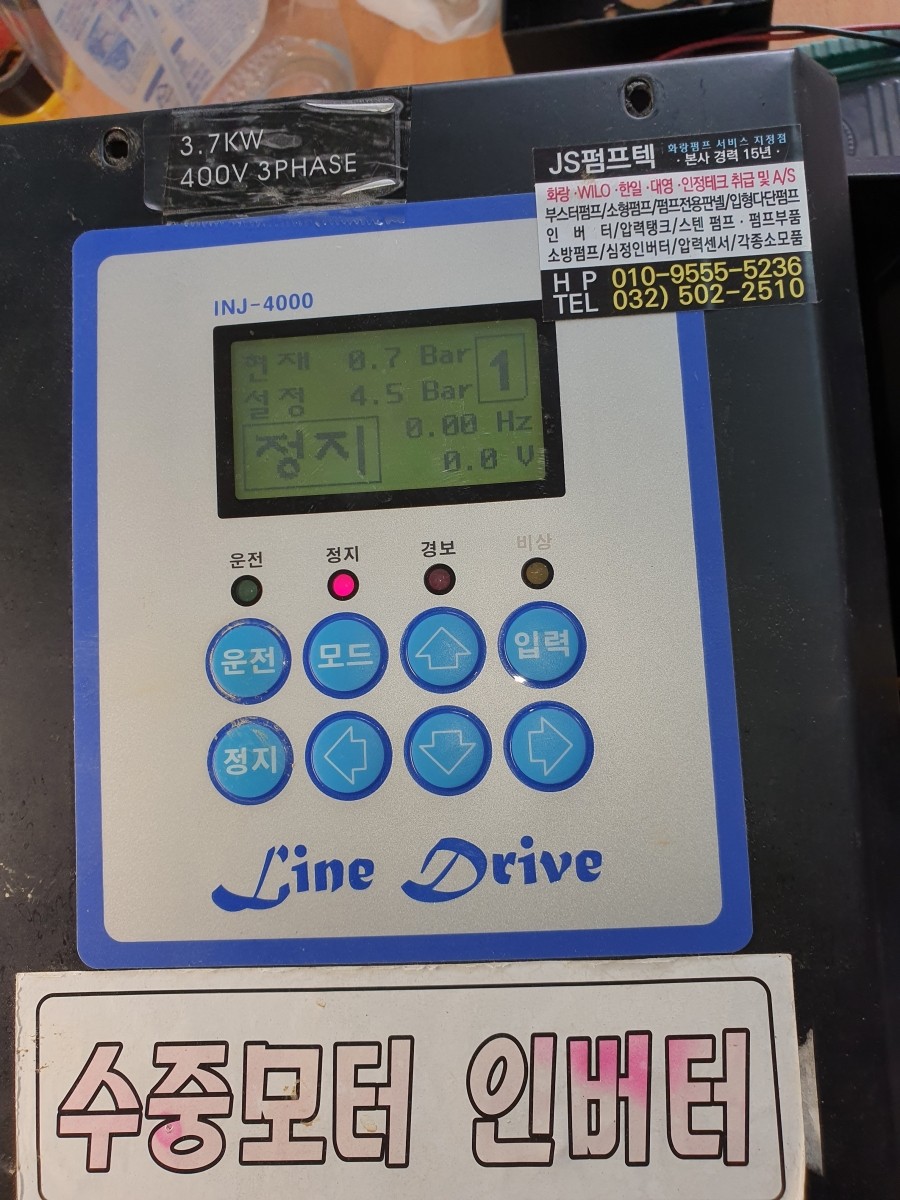 3.7KW
400V 3PHASE
JS펌프텍 화랑펌프 서비스 지정점
· 본사 경력 15년 ·
화랑 · WILO · 한일 · 대영 · 인정테크 취급 및 A/S
부스터펌프/소형펌프/펌프전용판넬/입형다단펌프
인 버 터/압력탱크/스텐 펌프 · 펌프부품
소방펌프/심정인버터/압력센서/각종소모품
H P 010-9555-5236
TEL 032) 502-2510
INJ-4000
현재 0.7 Bar 1
설정 4.5 Bar
정지 0.00 Hz
0.0 V
운전 정지 경보 비상
운전 모드 입력
정지
Line Drive
수중모터 인버터